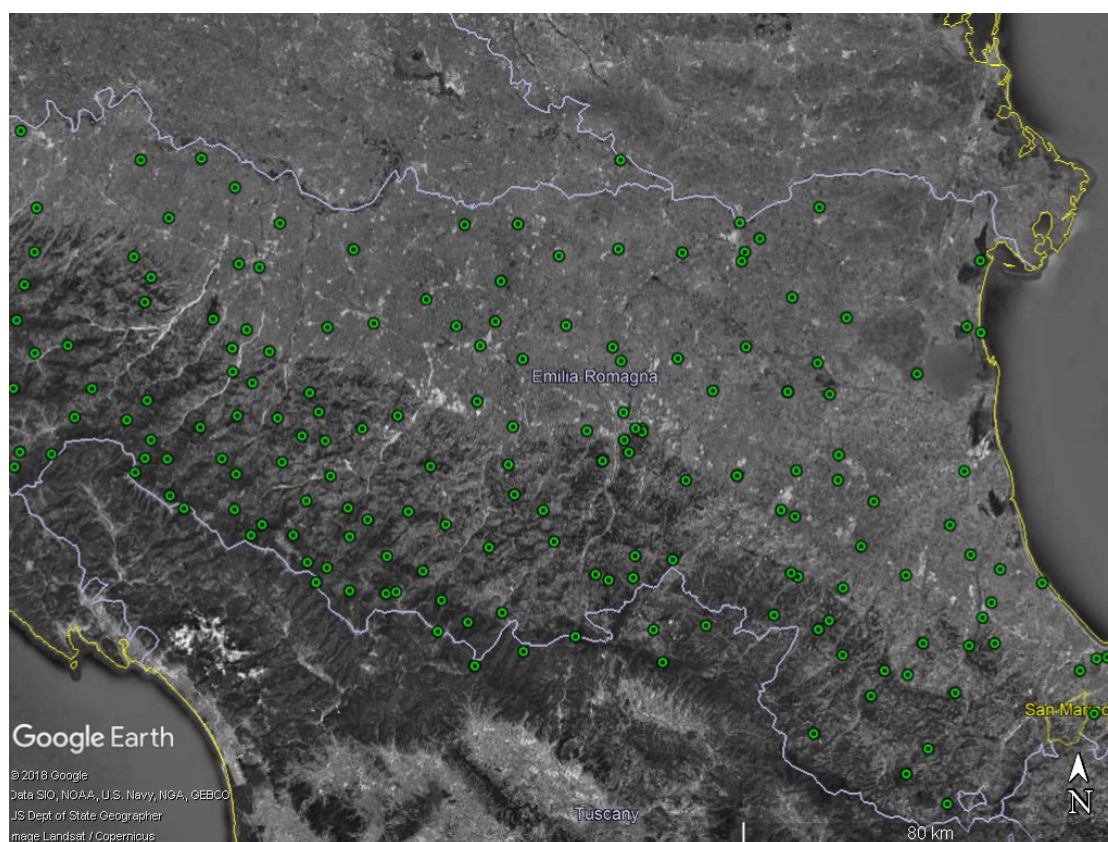 Emilia-Romagna
San Marino
Google Earth
© 2018 Google
Data SIO, NOAA, U.S. Navy, NGA, GEBCO
US Dept of State Geographer
Image Landsat / Copernicus
Tuscany
80 km
N